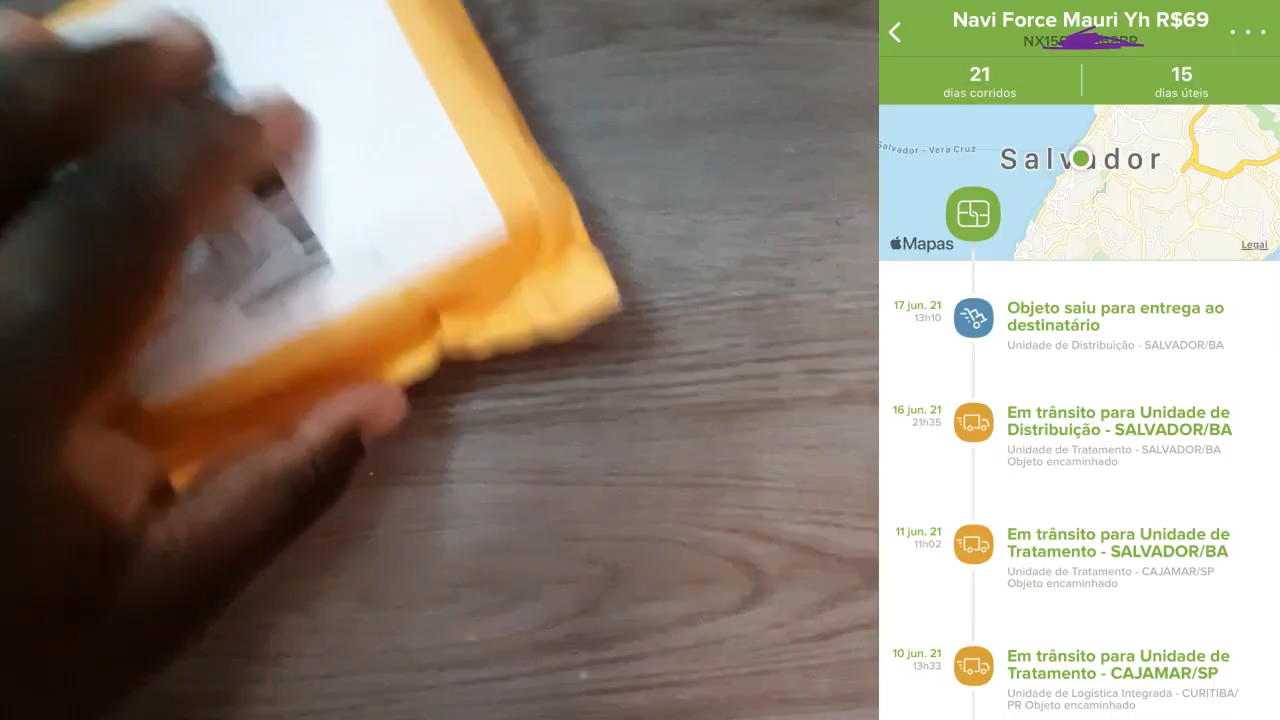 Navi Force Mauri Yh R$69
21
dias corridos
15
dias úteis
Salvador - Vera Cruz
Salvador
Mapas
Legal
17 jun. 21
13h10
Objeto saiu para entrega ao
destinatário
Unidade de Distribuição - SALVADOR/BA
16 jun. 21
21h35
Em trânsito para Unidade de
Distribuição - SALVADOR/BA
Unidade de Tratamento - SALVADOR/BA
Objeto encaminhado
11 jun. 21
11h02
Em trânsito para Unidade de
Tratamento - SALVADOR/BA
Unidade de Tratamento - CAJAMAR/SP
Objeto encaminhado
10 jun. 21
13h33
Em trânsito para Unidade de
Tratamento - CAJAMAR/SP
Unidade de Logística Integrada - CURITIBA/
PR Objeto encaminhado